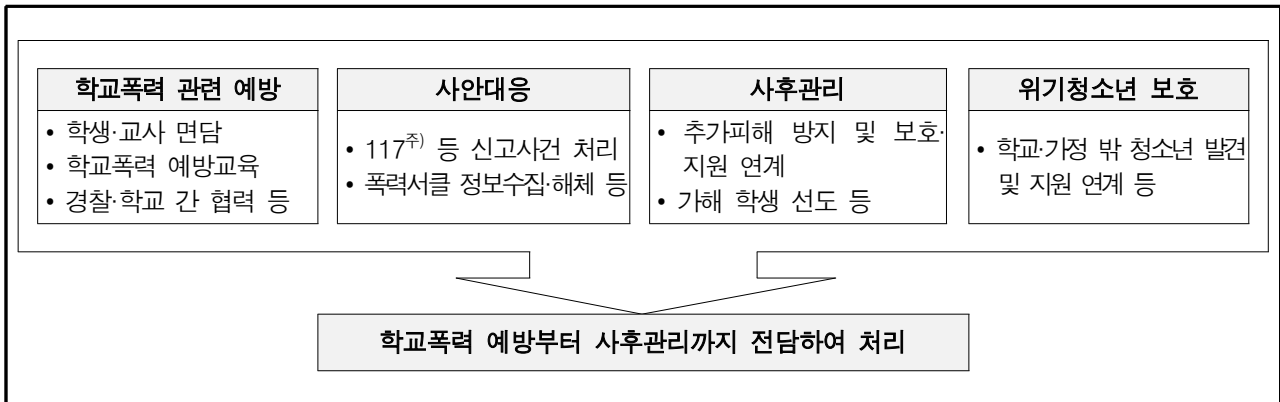 학교폭력 관련 예방
• 학생·교사 면담
• 학교폭력 예방교육
• 경찰·학교 간 협력 등
사안대응
• 117주) 등 신고사건 처리
• 폭력서클 정보수집·해체 등
사후관리
• 추가피해 방지 및 보호·
지원 연계
• 가해 학생 선도 등
위기청소년 보호
• 학교·가정 밖 청소년 발견
및 지원 연계 등
학교폭력 예방부터 사후관리까지 전담하여 처리